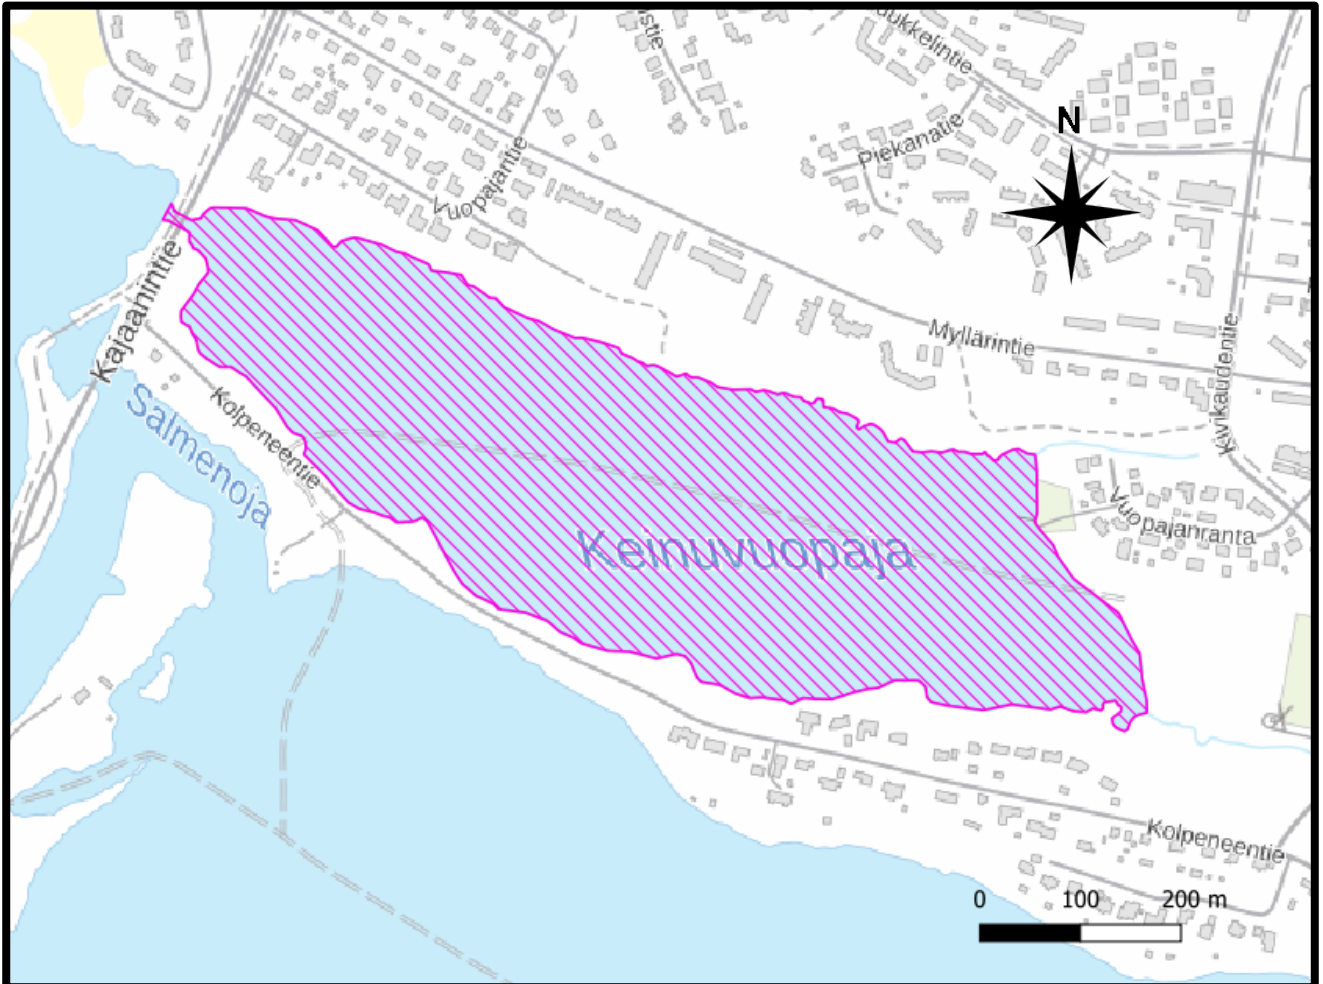 Piekanatie
N
Vuopajantie
Kajaanintie
Myllärintie
Kivikaudentie
Kolpeneentie
Salmenoja
Vuopajanranta
Keinuvuopaja
Kolpeneentie
0 100 200 m